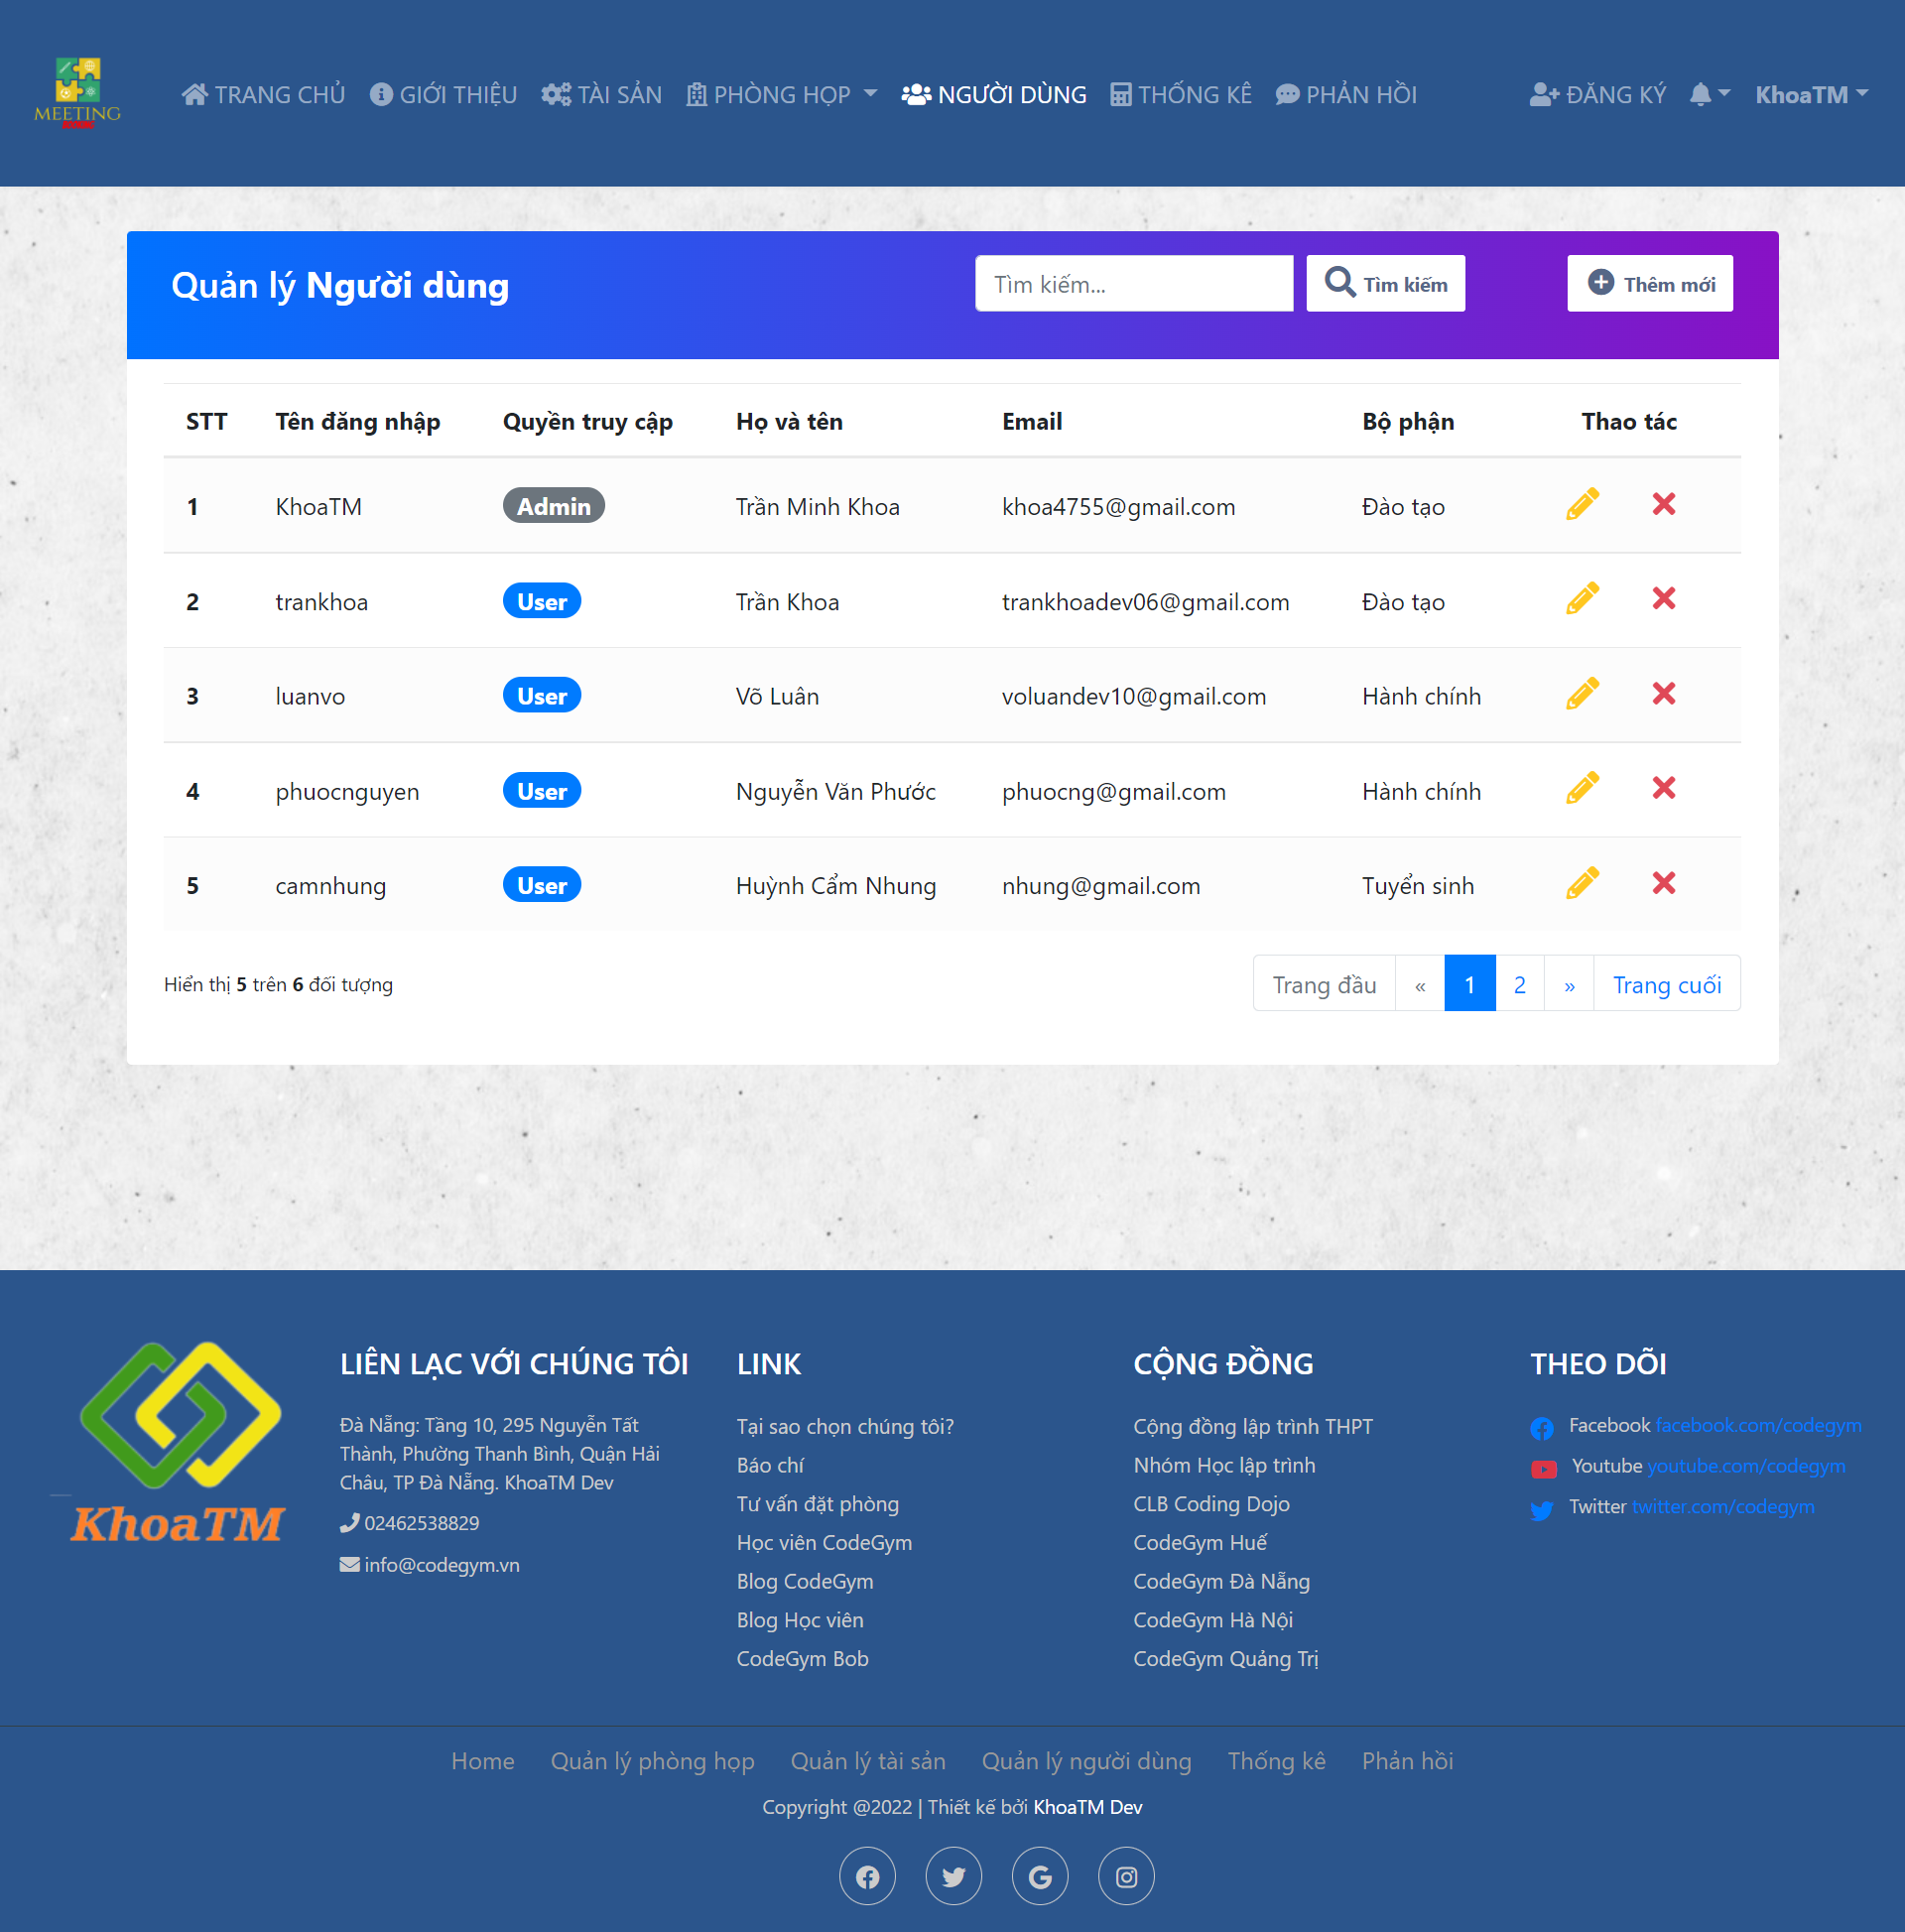 MEETING
TRANG CHỦ GIỚI THIỆU TÀI SẢN PHÒNG HỌP NGƯỜI DÙNG THỐNG KÊ PHẢN HỒI ĐĂNG KÝ KhoaTM
Quản lý Người dùng Tìm kiếm... Tìm kiếm Thêm mới
STT Tên đăng nhập Quyền truy cập Họ và tên Email Bộ phận Thao tác
1 KhoaTM Admin Trần Minh Khoa khoa4755@gmail.com Đào tạo
2 trankhoa User Trần Khoa trankhoadev06@gmail.com Đào tạo
3 luanvo User Võ Luân voluandev10@gmail.com Hành chính
4 phuocnguyen User Nguyễn Văn Phước phuocng@gmail.com Hành chính
5 camnhung User Huỳnh Cẩm Nhung nhung@gmail.com Tuyển sinh
Hiển thị 5 trên 6 đối tượng Trang đầu « 1 2 » Trang cuối
KhoaTM
LIÊN LẠC VỚI CHÚNG TÔI
Đà Nẵng: Tầng 10, 295 Nguyễn Tất
Thành, Phường Thanh Bình, Quận Hải
Châu, TP Đà Nẵng. KhoaTM Dev
02462538829
info@codegym.vn
LINK
Tại sao chọn chúng tôi?
Báo chí
Tư vấn đặt phòng
Học viên CodeGym
Blog CodeGym
Blog Học viên
CodeGym Bob
CỘNG ĐỒNG
Cộng đồng lập trình THPT
Nhóm Học lập trình
CLB Coding Dojo
CodeGym Huế
CodeGym Đà Nẵng
CodeGym Hà Nội
CodeGym Quảng Trị
THEO DÕI
Facebook facebook.com/codegym
Youtube youtube.com/codegym
Twitter twitter.com/codegym
Home Quản lý phòng họp Quản lý tài sản Quản lý người dùng Thống kê Phản hồi
Copyright @2022 | Thiết kế bởi KhoaTM Dev